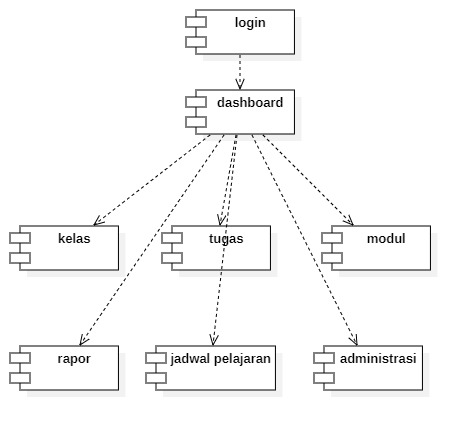 login
dashboard
kelas
tugas
modul
rapor
jadwal pelajaran
administrasi